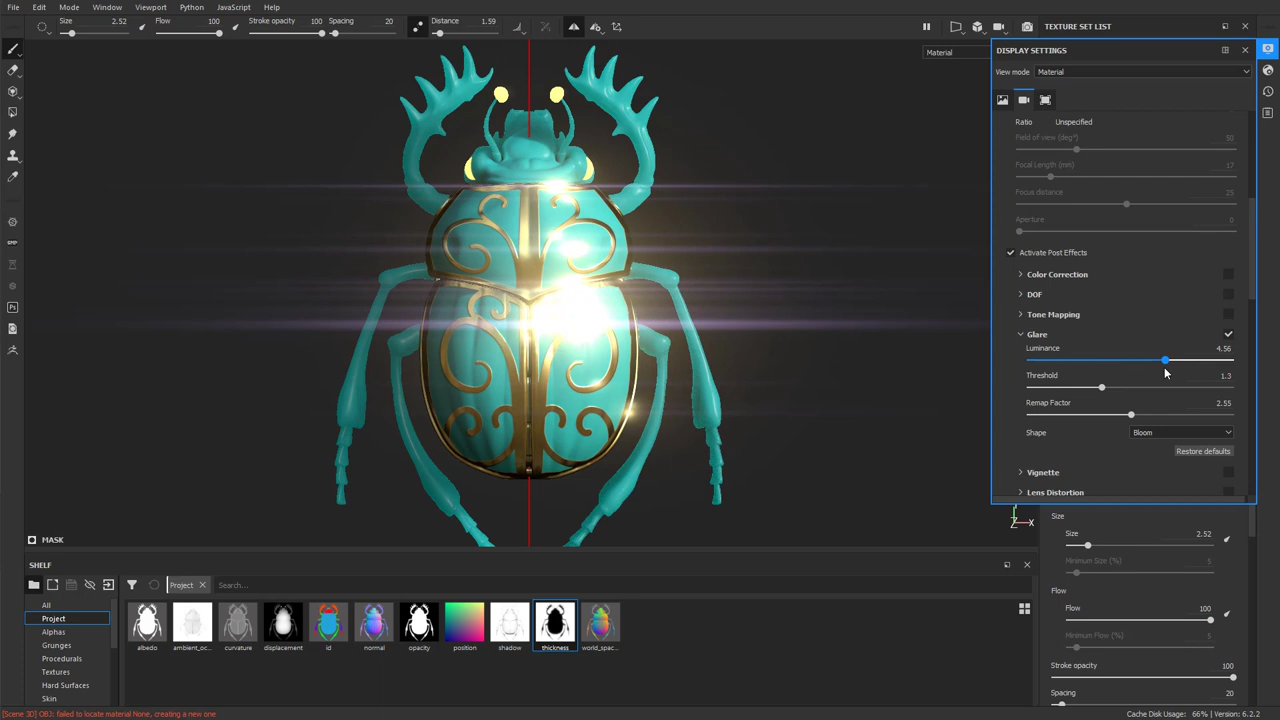 File Edit Mode Window Viewport Python JavaScript Help
Size 2.52 Flow 100 Stroke opacity 100 Spacing 20 Distance 1.59
TEXTURE SET LIST
Material
DISPLAY SETTINGS
View mode Material
Ratio Unspecified
Field of view (deg°) 50
Focal Length (mm) 17
Focus distance 25
Aperture 0
Activate Post Effects
Color Correction
DOF
Tone Mapping
Glare
Luminance 4.56
Threshold 1.3
Remap Factor 2.55
Shape Bloom
Restore defaults
Vignette
Lens Distortion
Z X
MASK
SHELF
Project
Search...
All
Project
Alphas
Grunges
Procedurals
Textures
Hard Surfaces
Skin
albedo ambient_oc... curvature displacement id normal opacity position shadow thickness world_spac...
Size
Size 2.52
Minimum Size (%) 5
Flow
Flow 100
Minimum Flow (%) 5
Stroke opacity 100
Spacing 20
[Scene 3D] OBJ: failed to locate material None, creating a new one
Cache Disk Usage: 66% | Version: 6.2.2